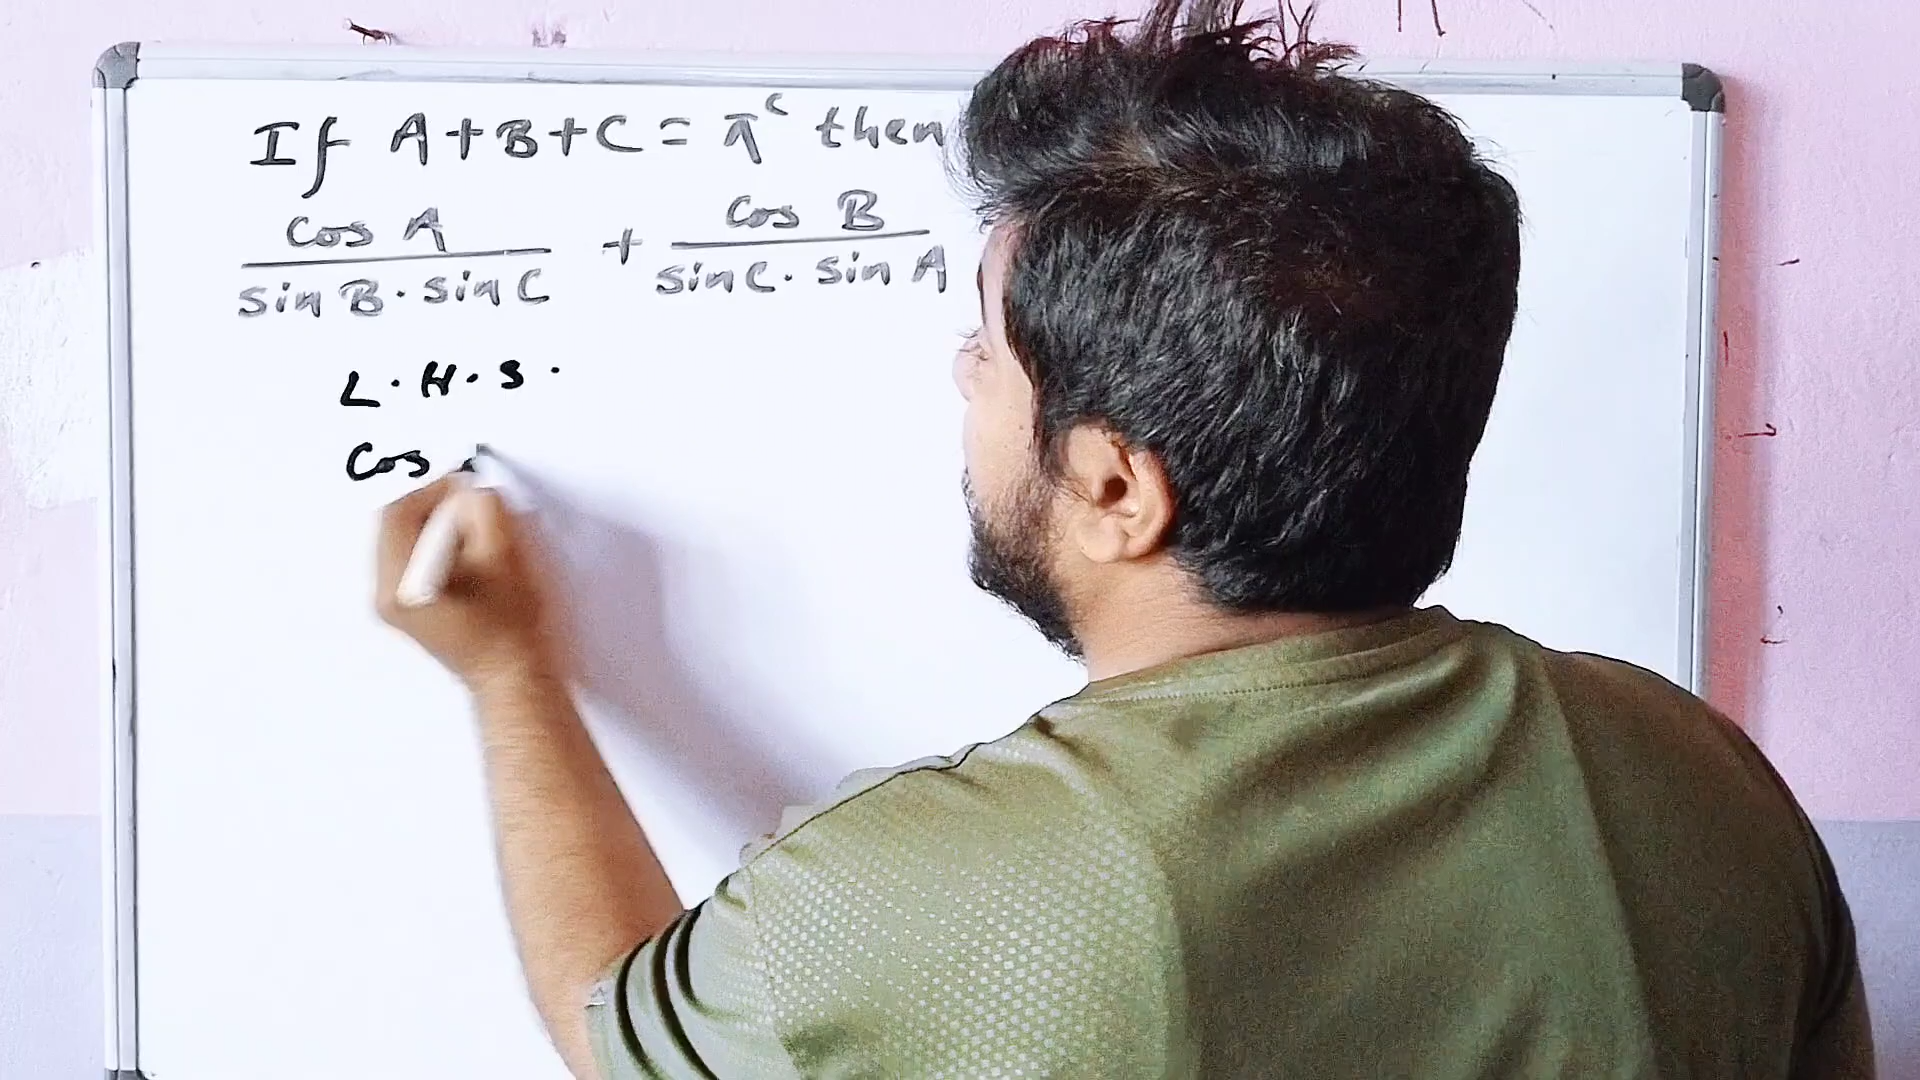 If A+B+C = π^c then
cos A / sin B · sin C + cos B / sin C · sin A
L.H.S.
cos